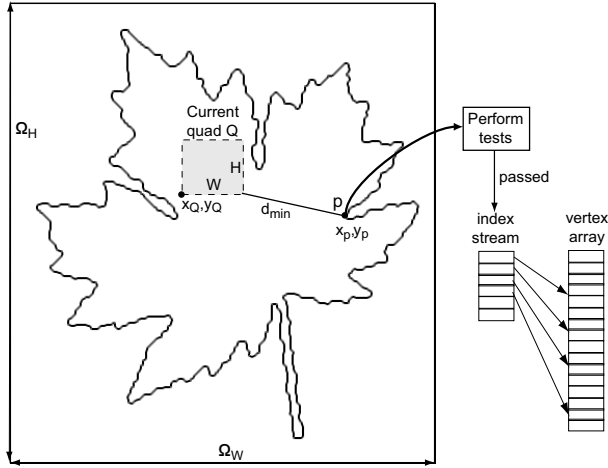 Current
quad Q
Ω_H
H
W
x_Q,y_Q
d_min
p
x_p,y_p
Perform
tests
passed
index
stream
vertex
array
Ω_W